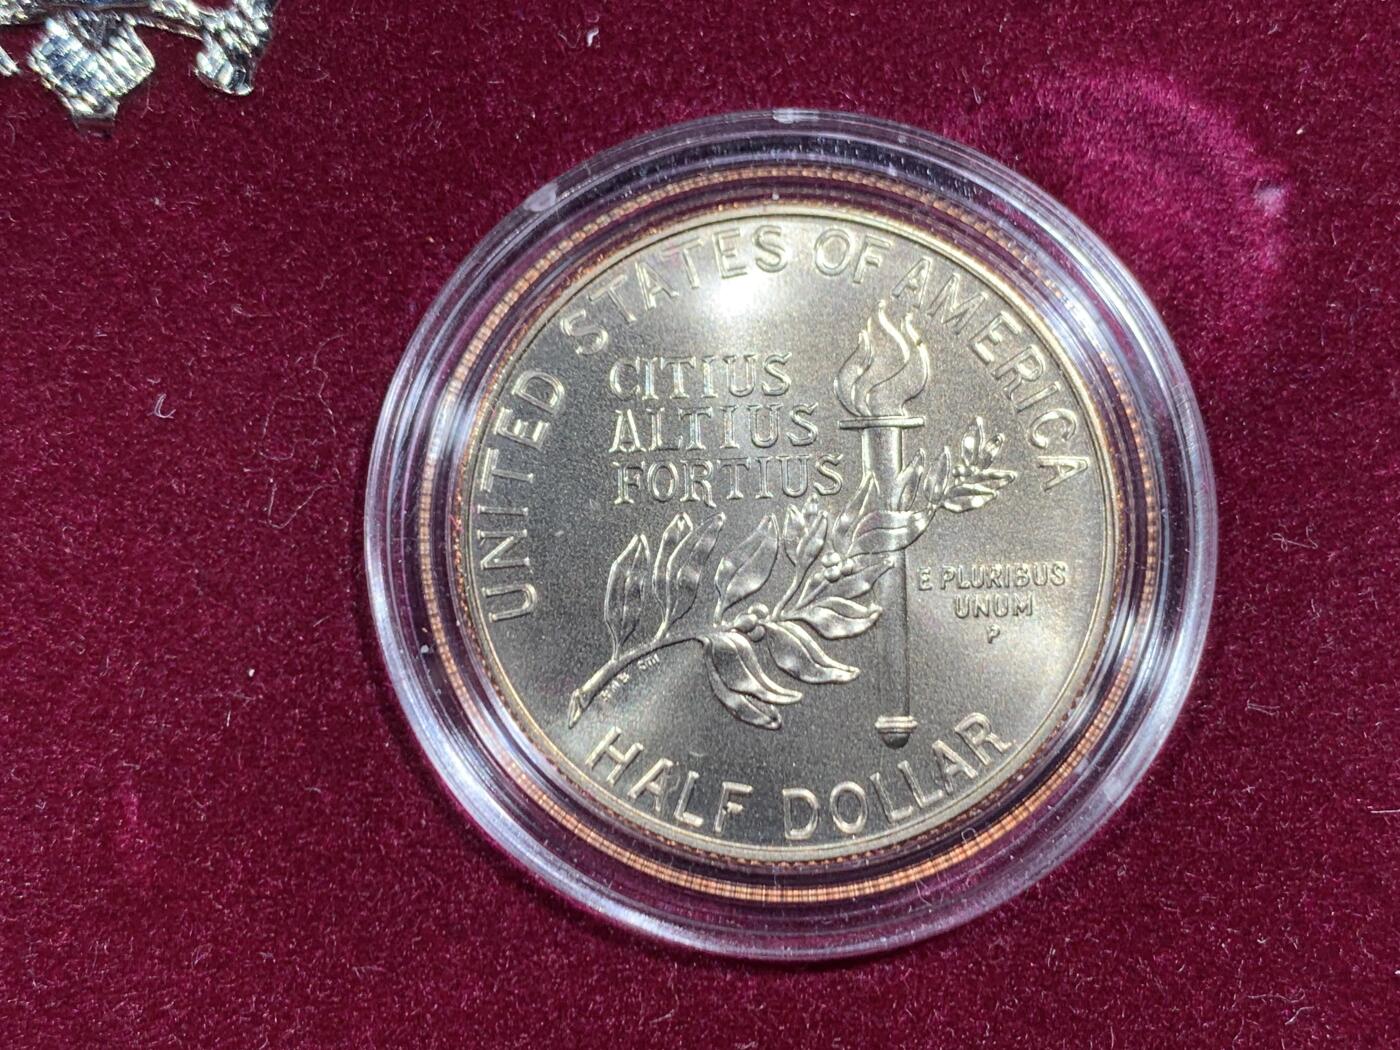 UNITED STATES OF AMERICA
CITIUS
ALTIUS
FORTIUS
E PLURIBUS
UNUM
P
HALF DOLLAR